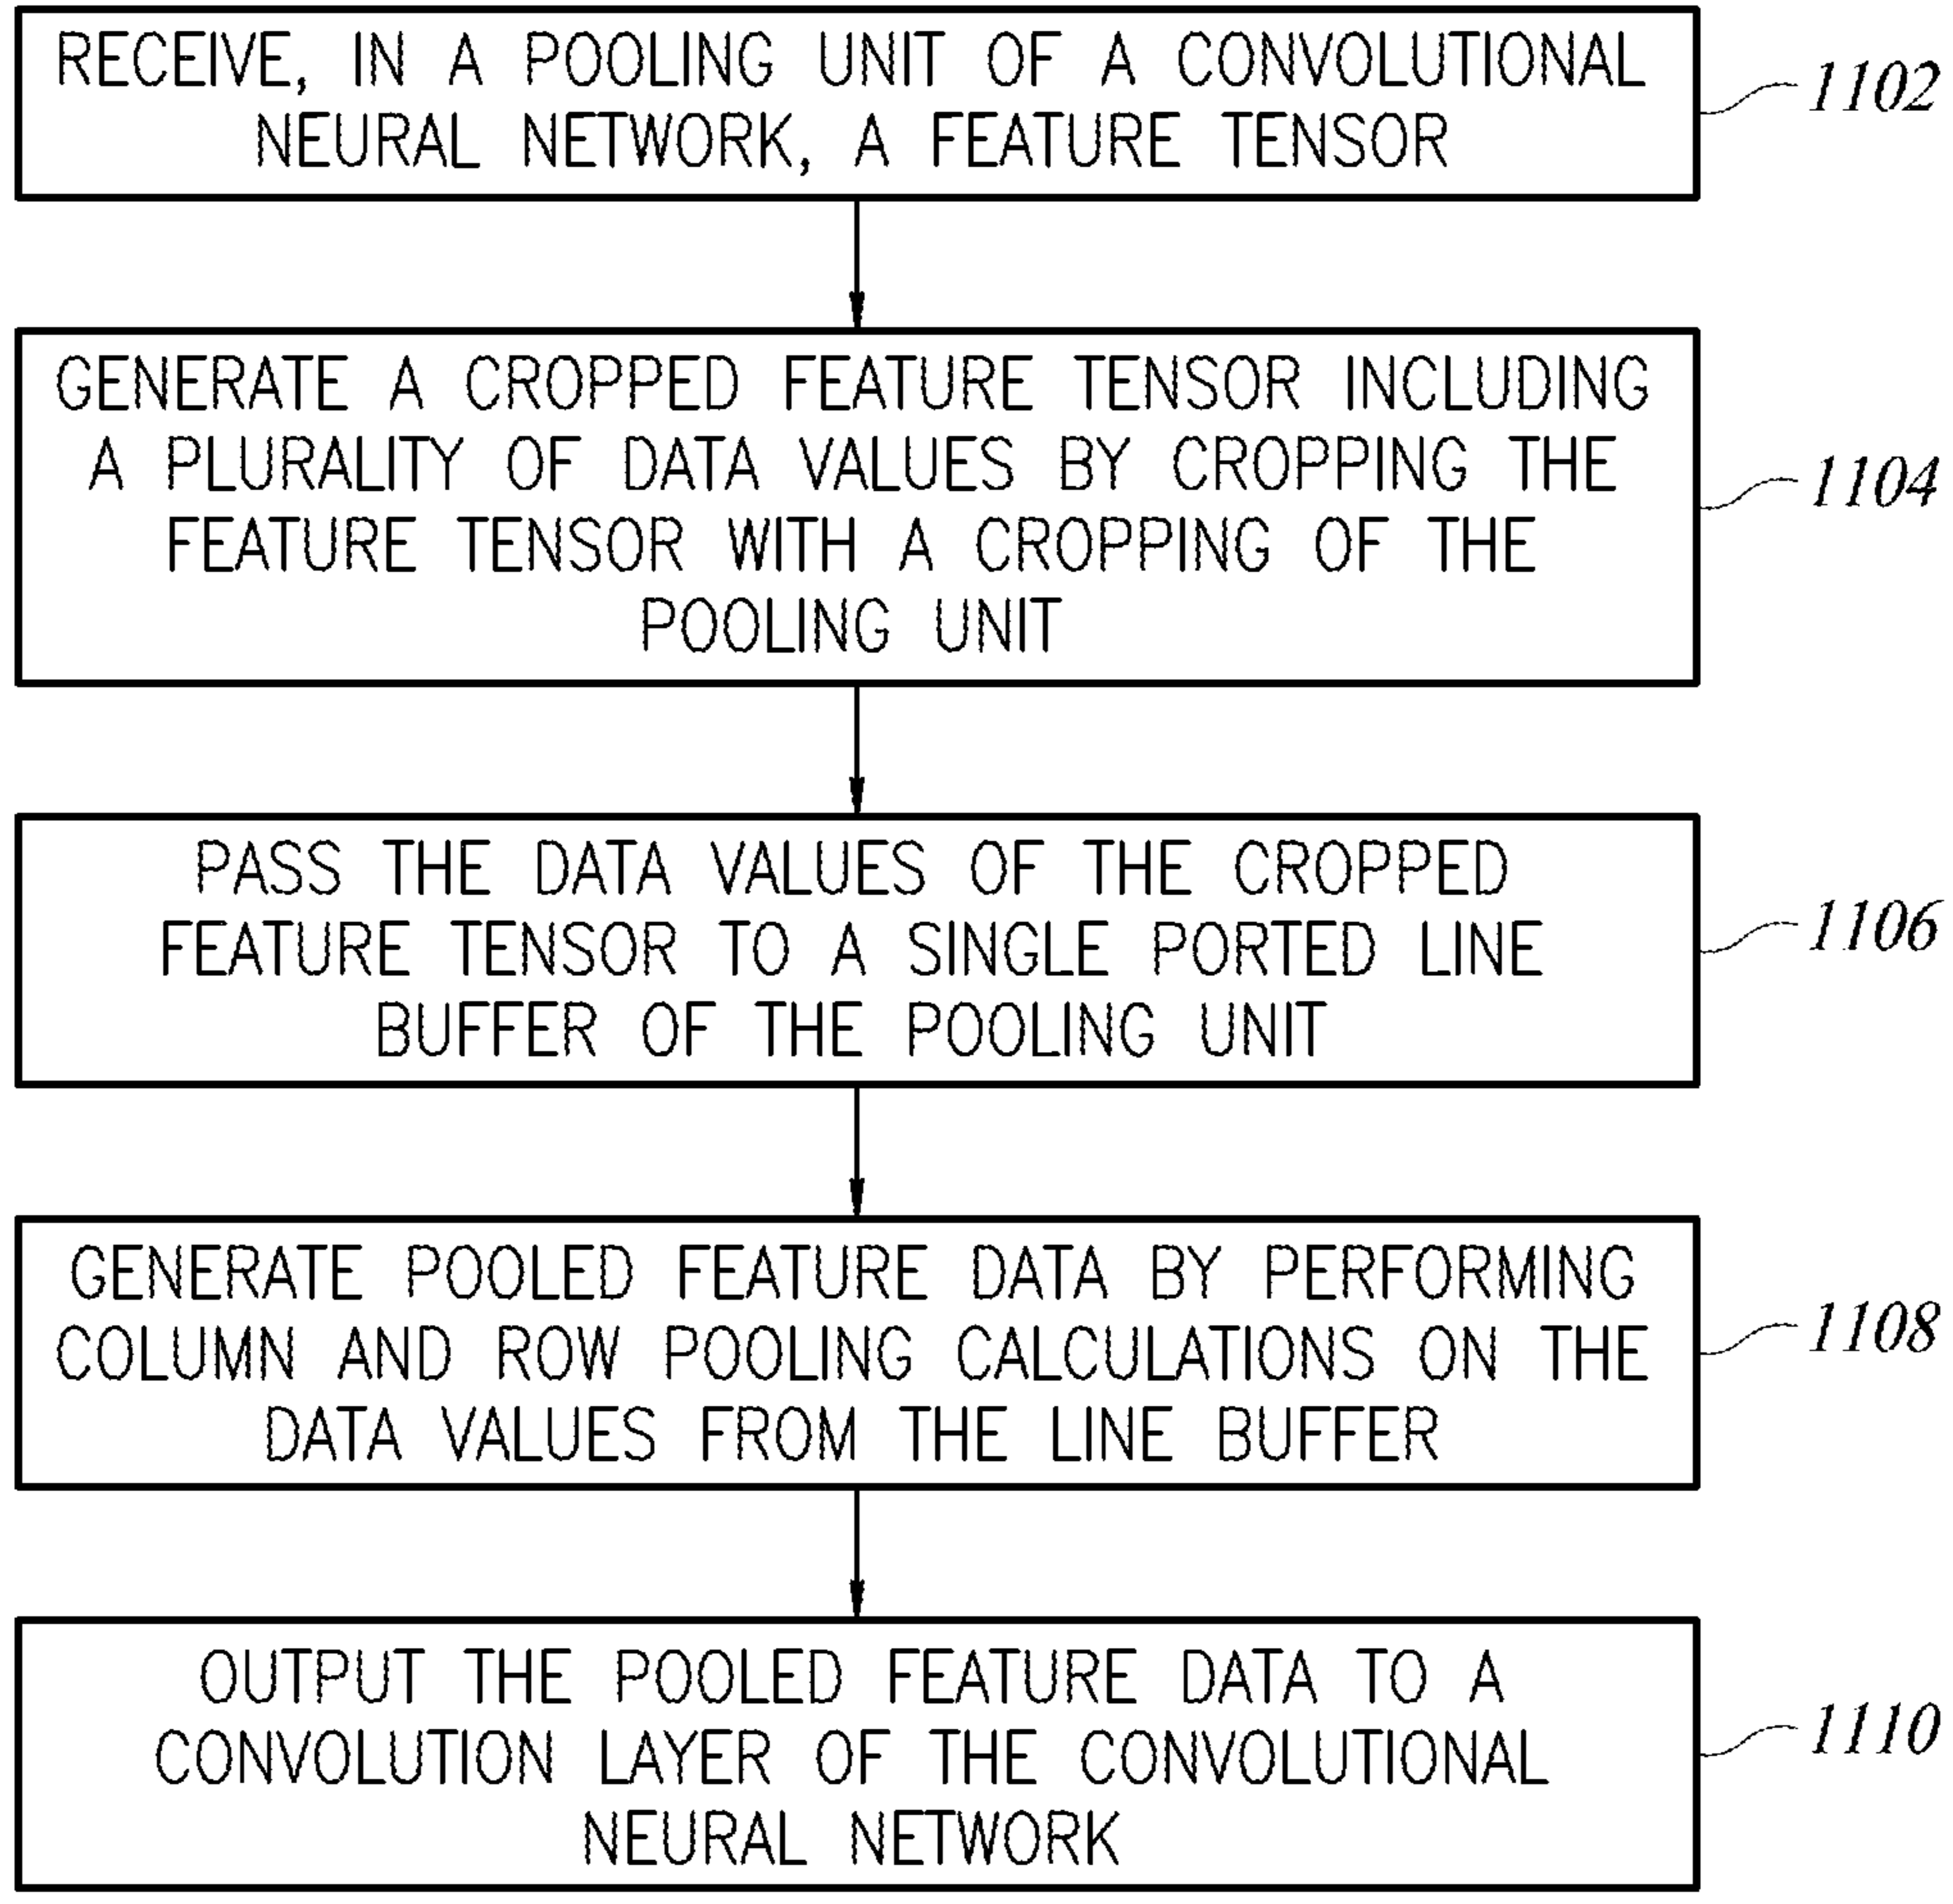 RECEIVE, IN A POOLING UNIT OF A CONVOLUTIONAL
NEURAL NETWORK, A FEATURE TENSOR
1102
GENERATE A CROPPED FEATURE TENSOR INCLUDING
A PLURALITY OF DATA VALUES BY CROPPING THE
FEATURE TENSOR WITH A CROPPING OF THE
POOLING UNIT
1104
PASS THE DATA VALUES OF THE CROPPED
FEATURE TENSOR TO A SINGLE PORTED LINE
BUFFER OF THE POOLING UNIT
1106
GENERATE POOLED FEATURE DATA BY PERFORMING
COLUMN AND ROW POOLING CALCULATIONS ON THE
DATA VALUES FROM THE LINE BUFFER
1108
OUTPUT THE POOLED FEATURE DATA TO A
CONVOLUTION LAYER OF THE CONVOLUTIONAL
NEURAL NETWORK
1110